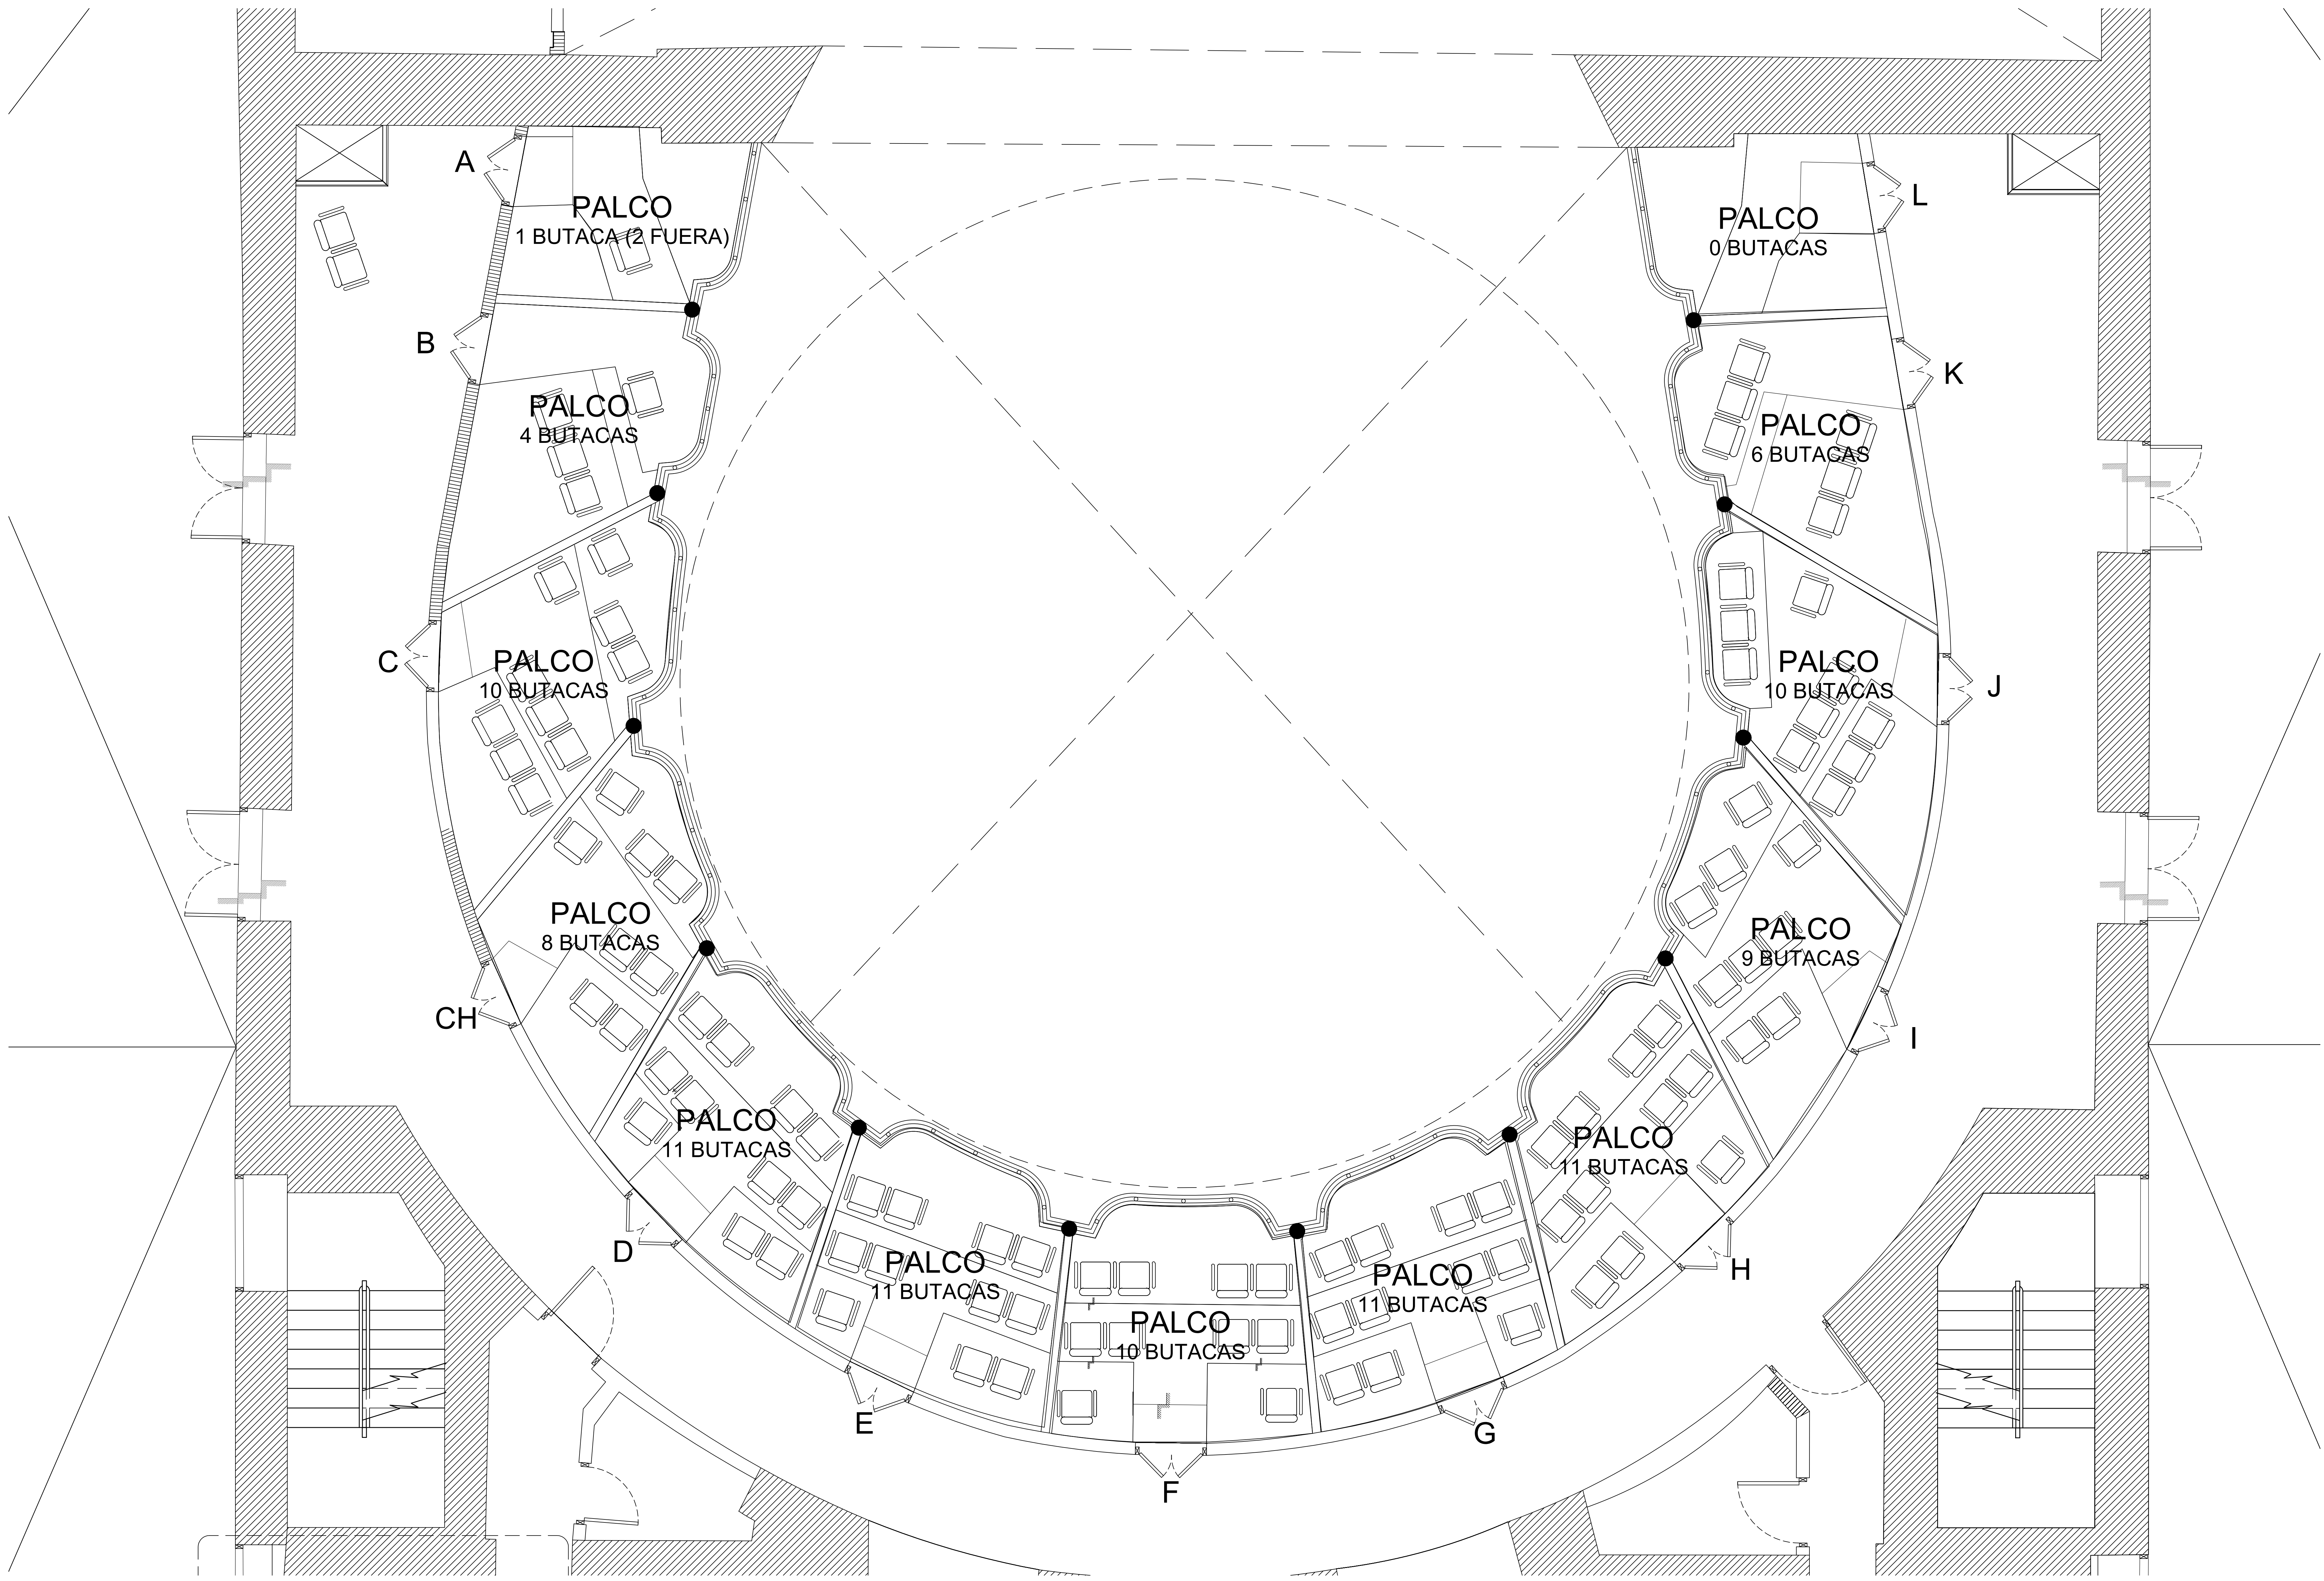 A
PALCO
1 BUTACA (2 FUERA)
B
PALCO
4 BUTACAS
C
PALCO
10 BUTACAS
CH
PALCO
8 BUTACAS
D
PALCO
11 BUTACAS
E
PALCO
11 BUTACAS
F
PALCO
10 BUTACAS
G
PALCO
11 BUTACAS
H
PALCO
11 BUTACAS
I
PALCO
9 BUTACAS
J
PALCO
10 BUTACAS
K
PALCO
6 BUTACAS
L
PALCO
0 BUTACAS